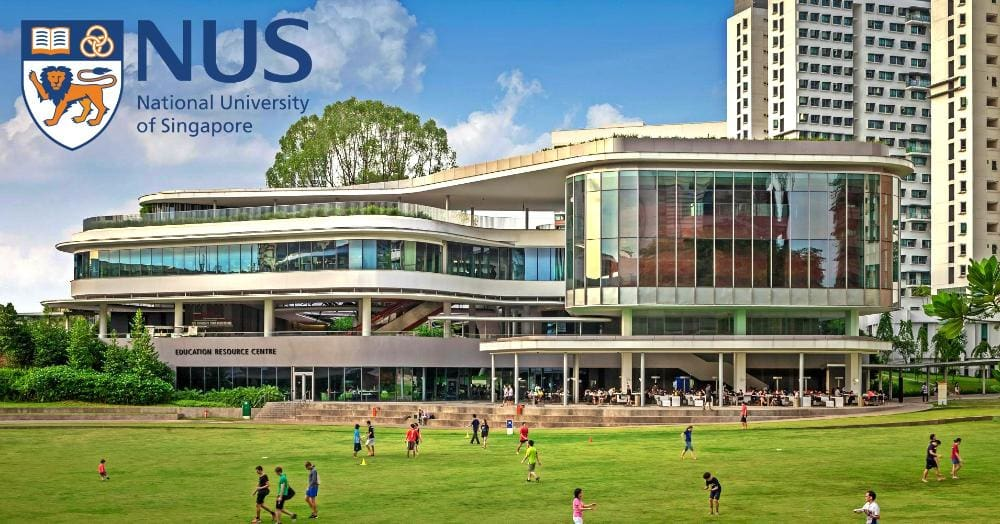 NUS
National University
of Singapore
EDUCATION RESOURCE CENTRE